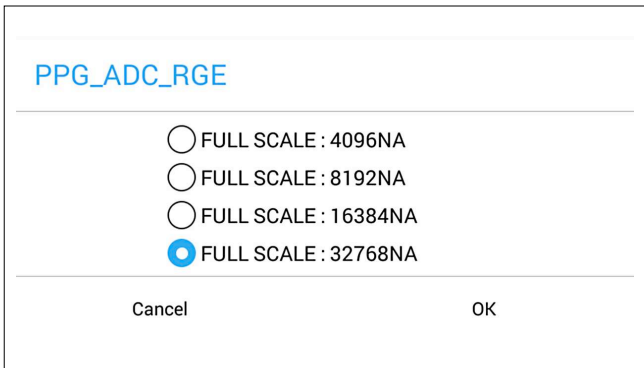 PPG_ADC_RGE
FULL SCALE : 4096NA
FULL SCALE : 8192NA
FULL SCALE : 16384NA
FULL SCALE : 32768NA
Cancel OK